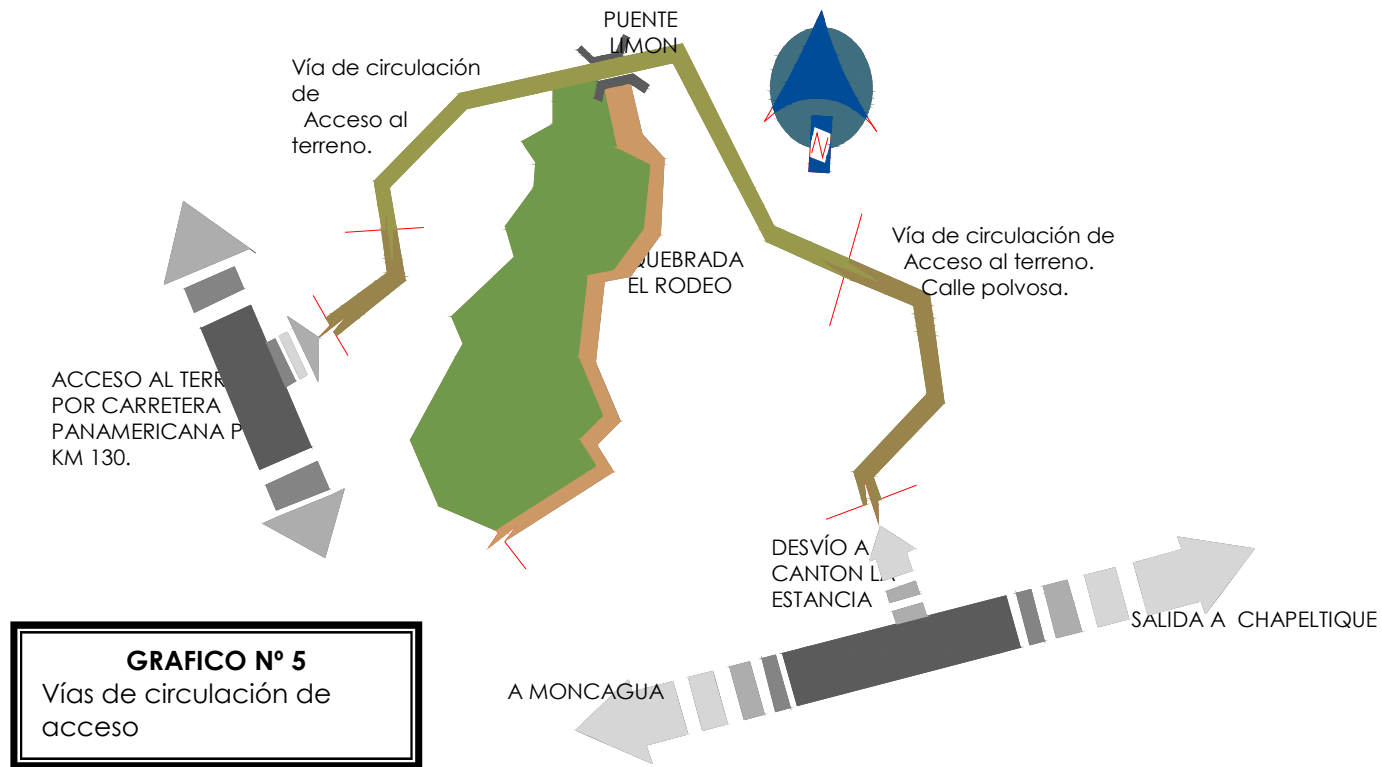 PUENTE
LIMON
Vía de circulación
de
Acceso al
terreno.
N
Vía de circulación de
Acceso al terreno.
Calle polvosa.
QUEBRADA
EL RODEO
ACCESO AL TERR
POR CARRETERA
PANAMERICANA P
KM 130.
DESVÍO A
CANTON LA
ESTANCIA
SALIDA A CHAPELTIQUE
A MONCAGUA
GRAFICO Nº 5
Vías de circulación de
acceso